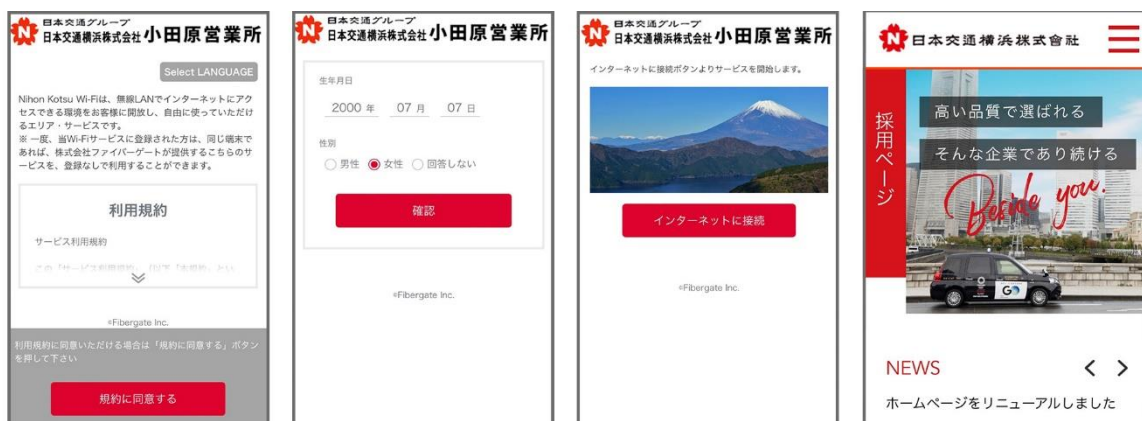 日本交通グループ
日本交通横浜株式会社 小田原営業所
Select LANGUAGE
Nihon Kotsu Wi-Fiは、無線LANでインターネットにアク
セスできる環境をお客様に開放し、自由に使っていただけ
るエリア・サービスです。
※ 一度、当Wi-Fiサービスに登録された方は、同じ端末で
あれば、株式会社ファイバーゲートが提供するこちらのサ
ービスを、登録なしで利用することができます。
利用規約
サービス利用規約
この「サービス利用規約」（以下「本規約」とい
©Fibergate Inc.
利用規約に同意いただける場合は「規約に同意する」ボタン
を押して下さい
規約に同意する
日本交通グループ
日本交通横浜株式会社 小田原営業所
生年月日
2000 年 07 月 07 日
性別
男性 女性 回答しない
確認
©Fibergate Inc.
日本交通グループ
日本交通横浜株式会社 小田原営業所
インターネットに接続ボタンよりサービスを開始します。
インターネットに接続
©Fibergate Inc.
日本交通横浜株式會社
採用ページ
高い品質で選ばれる
そんな企業であり続ける
Beside you.
GO
NEWS
ホームページをリニューアルしました